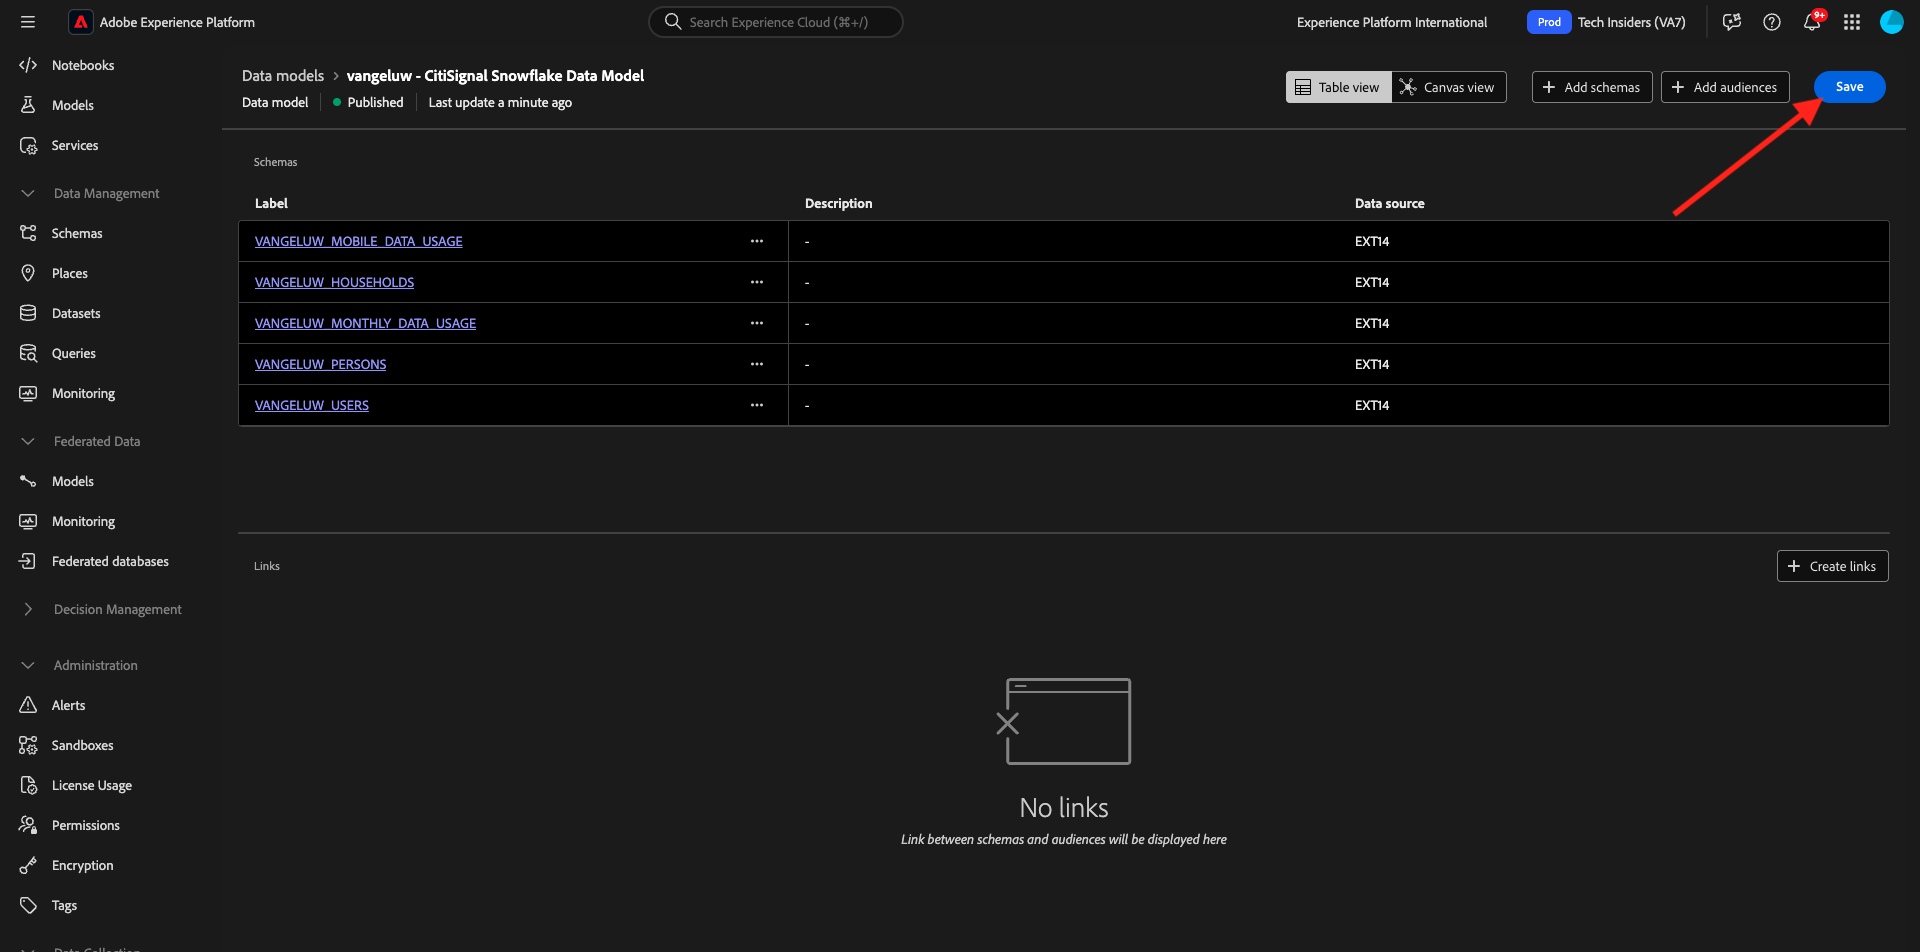 Adobe Experience Platform
Search Experience Cloud (⌘+/)
Experience Platform International
Prod
Tech Insiders (VA7)
9+
Notebooks
Models
Services
Data Management
Schemas
Places
Datasets
Queries
Monitoring
Federated Data
Models
Monitoring
Federated databases
Decision Management
Administration
Alerts
Sandboxes
License Usage
Permissions
Encryption
Tags
Data Collection
Data models > vangeluw - CitiSignal Snowflake Data Model
Data model
Published
Last update a minute ago
Table view
Canvas view
+ Add schemas
+ Add audiences
Save
Schemas
Label Description Data source
VANGELUW_MOBILE_DATA_USAGE ••• - EXT14
VANGELUW_HOUSEHOLDS ••• - EXT14
VANGELUW_MONTHLY_DATA_USAGE ••• - EXT14
VANGELUW_PERSONS ••• - EXT14
VANGELUW_USERS ••• - EXT14
Links
+ Create links
No links
Link between schemas and audiences will be displayed here